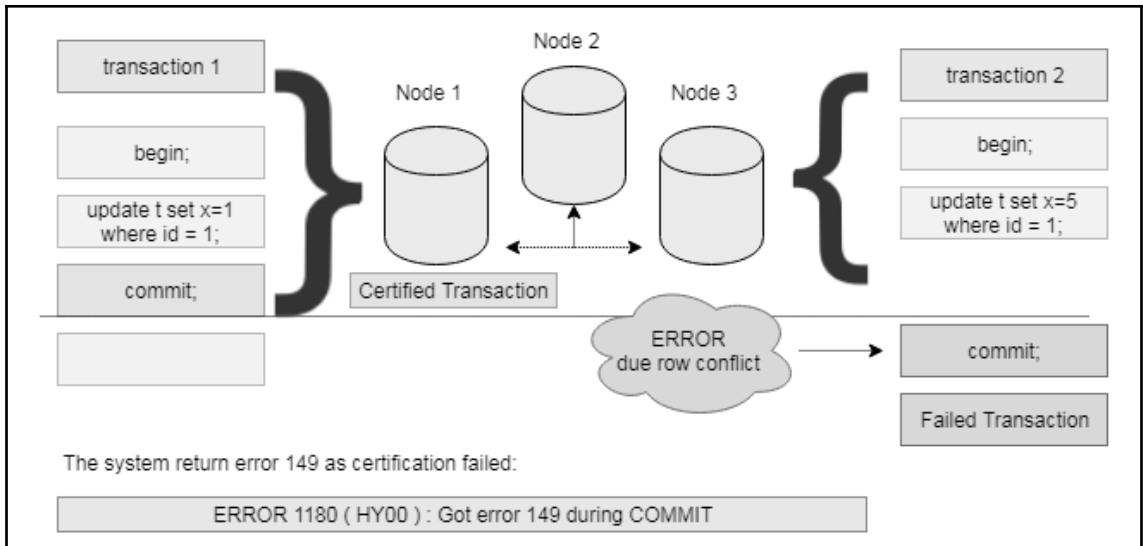 transaction 1
begin;
update t set x=1
where id = 1;
commit;
Node 1
Node 2
Node 3
Certified Transaction
transaction 2
begin;
update t set x=5
where id = 1;
ERROR
due row conflict
commit;
Failed Transaction
The system return error 149 as certification failed:
ERROR 1180 ( HY00 ) : Got error 149 during COMMIT